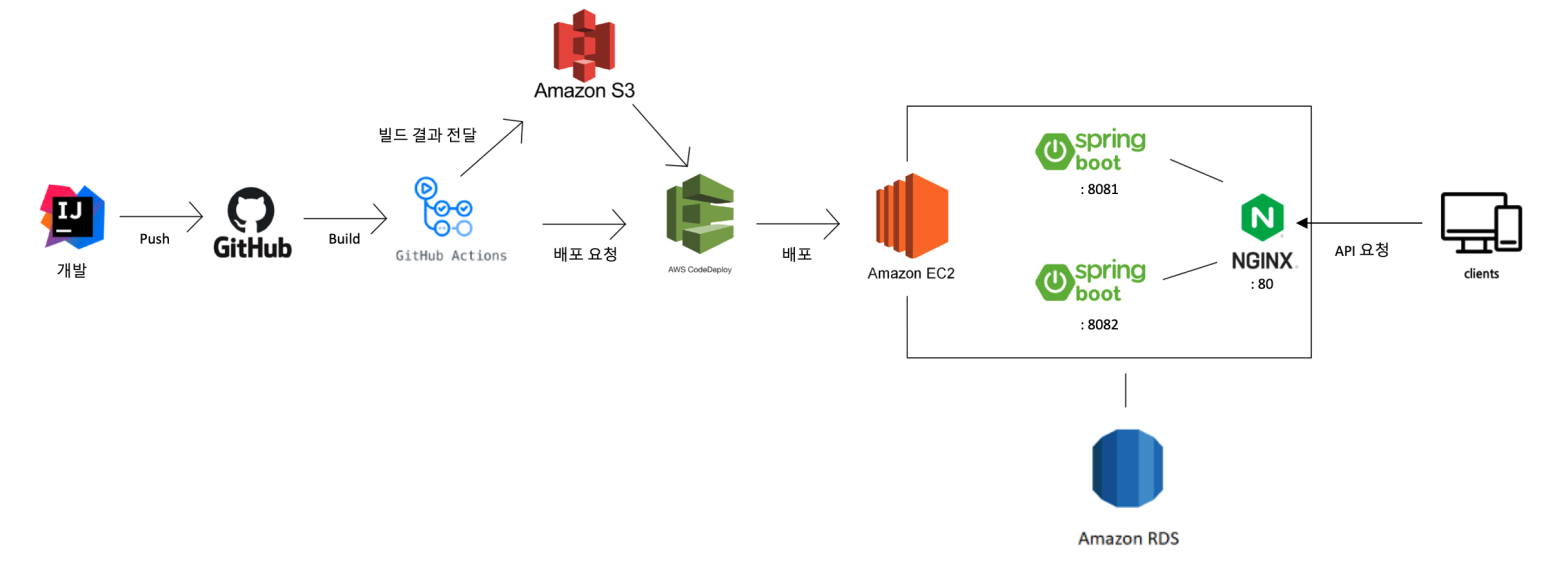 Amazon S3
빌드 결과 전달
IJ
개발
Push
GitHub
Build
GitHub Actions
배포 요청
AWS CodeDeploy
배포
Amazon EC2
spring
boot
: 8081
spring
boot
: 8082
N
NGINX
: 80
API 요청
clients
Amazon RDS